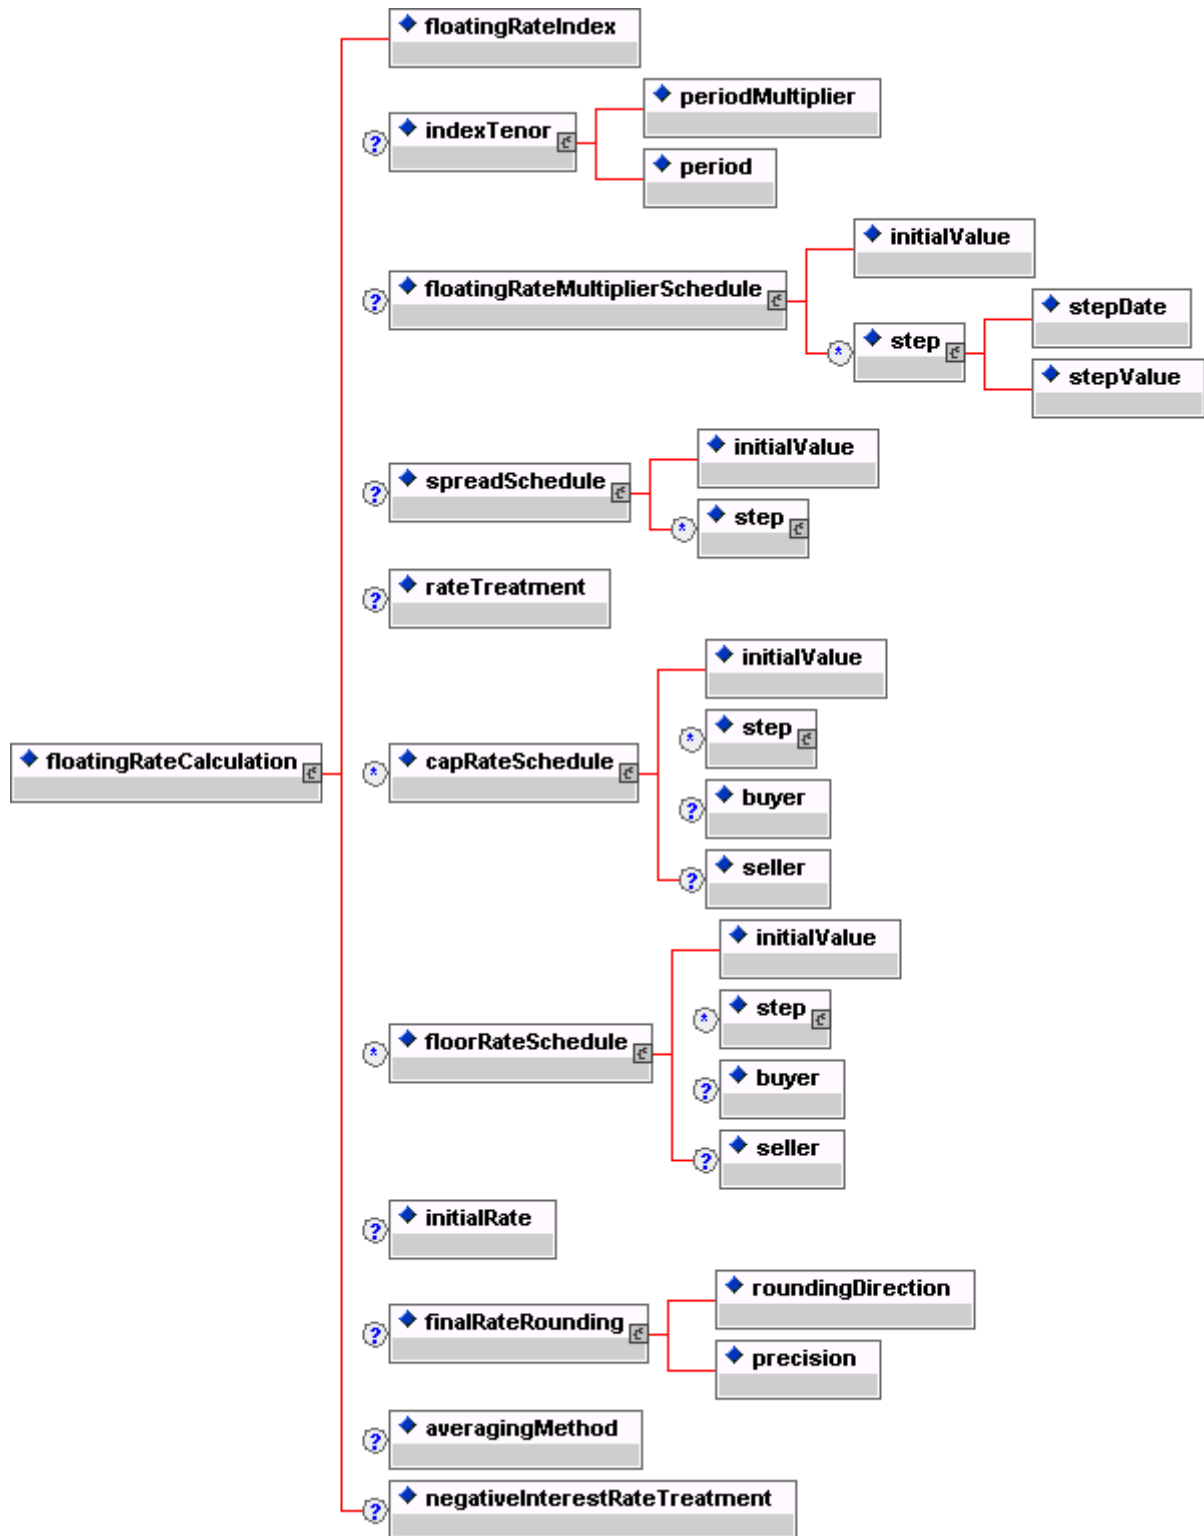 floatingRateIndex
periodMultiplier
? indexTenor
period
initialValue
? floatingRateMultiplierSchedule
stepDate
* step
stepValue
initialValue
? spreadSchedule
* step
? rateTreatment
initialValue
* step
floatingRateCalculation
* capRateSchedule
? buyer
? seller
initialValue
* step
* floorRateSchedule
? buyer
? seller
? initialRate
roundingDirection
? finalRateRounding
precision
? averagingMethod
? negativeInterestRateTreatment